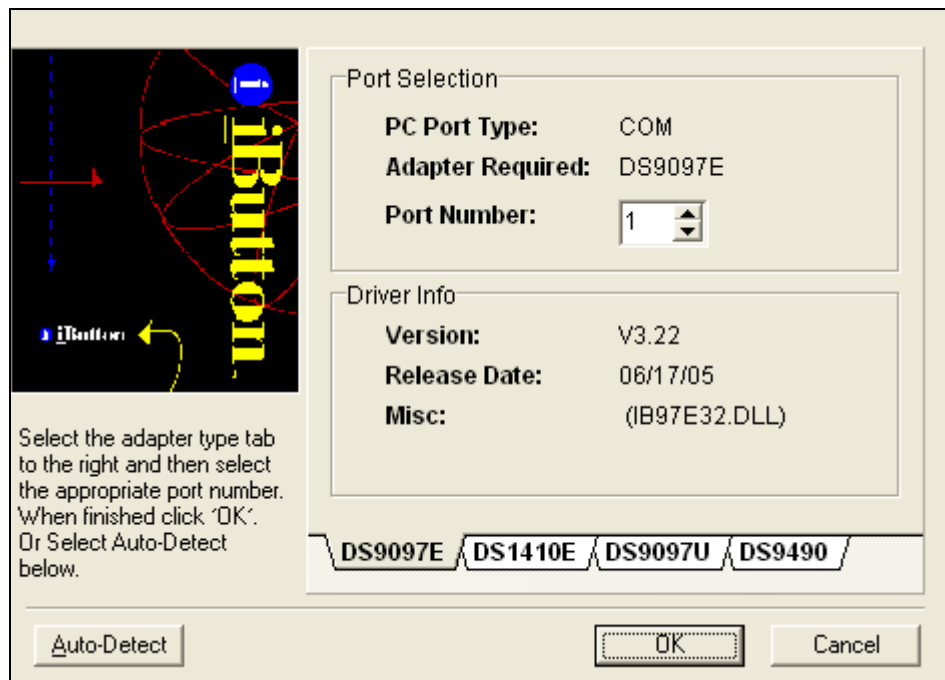 i
iButton
iButton
Select the adapter type tab
to the right and then select
the appropriate port number.
When finished click 'OK'.
Or Select Auto-Detect
below.
Port Selection
PC Port Type: COM
Adapter Required: DS9097E
Port Number: 1
Driver Info
Version: V3.22
Release Date: 06/17/05
Misc: (IB97E32.DLL)
DS9097E DS1410E DS9097U DS9490
Auto-Detect OK Cancel